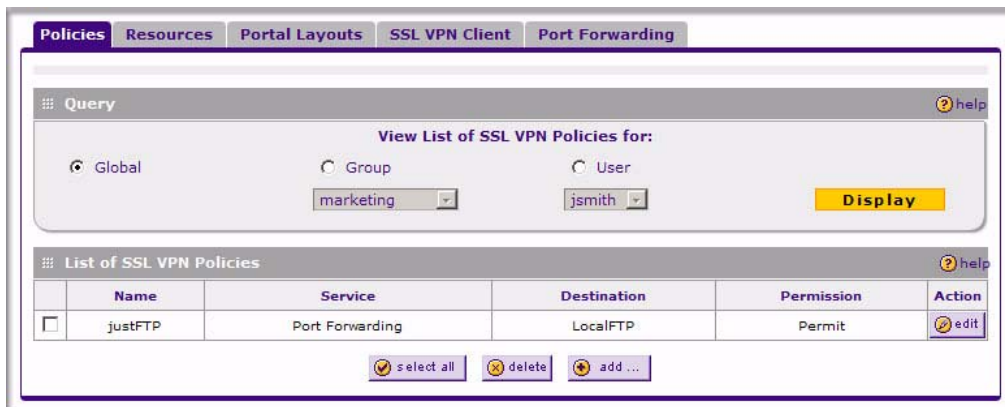 Policies Resources Portal Layouts SSL VPN Client Port Forwarding
Query help
View List of SSL VPN Policies for:
Global Group User
marketing jsmith Display
List of SSL VPN Policies help
Name Service Destination Permission Action
justFTP Port Forwarding LocalFTP Permit edit
select all delete add ...